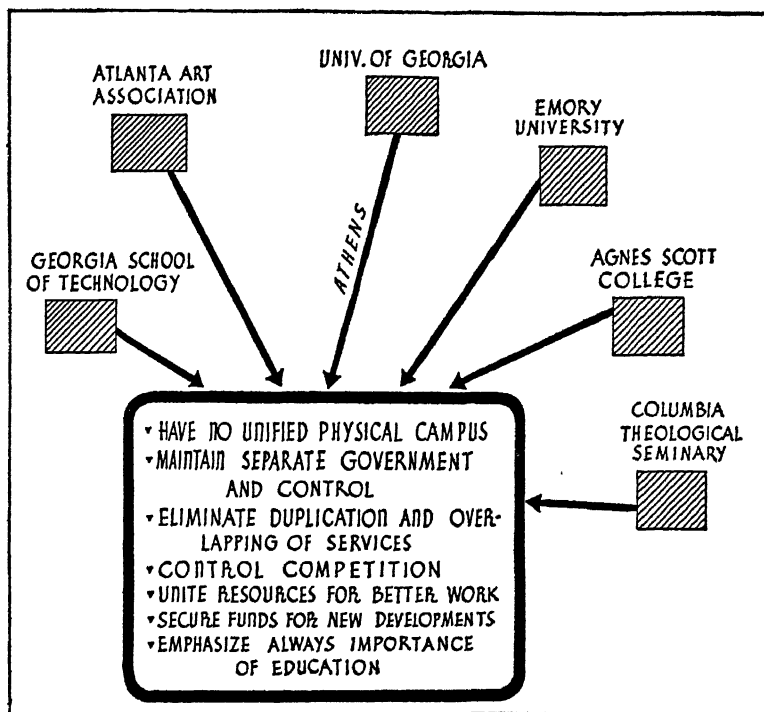 ATLANTA ART
ASSOCIATION
UNIV. OF GEORGIA
EMORY
UNIVERSITY
GEORGIA SCHOOL
OF TECHNOLOGY
ATHENS
AGNES SCOTT
COLLEGE
COLUMBIA
THEOLOGICAL
SEMINARY
▾ HAVE NO UNIFIED PHYSICAL CAMPUS
▾ MAINTAIN SEPARATE GOVERNMENT
AND CONTROL
▾ ELIMINATE DUPLICATION AND OVER-
LAPPING OF SERVICES
▾ CONTROL COMPETITION
▾ UNITE RESOURCES FOR BETTER WORK
▾ SECURE FUNDS FOR NEW DEVELOPMENTS
▾ EMPHASIZE ALWAYS IMPORTANCE
OF EDUCATION